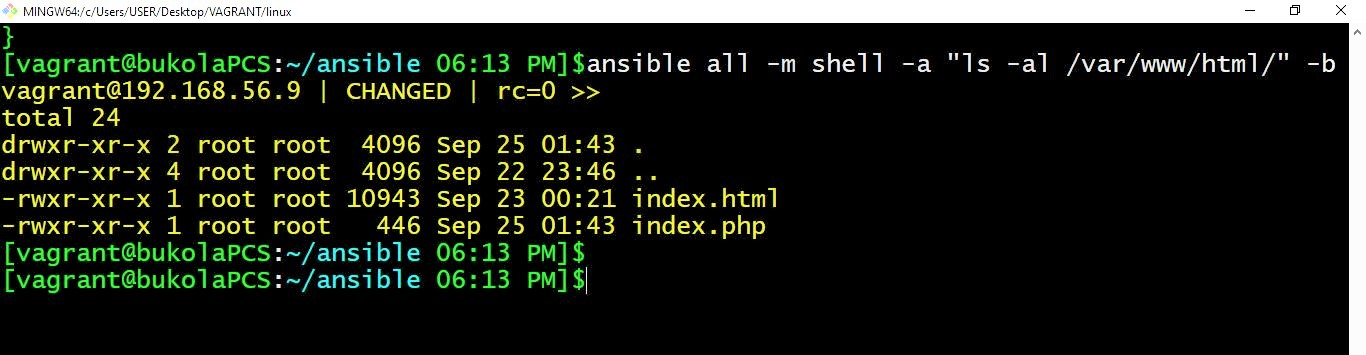 MINGW64:/c/Users/USER/Desktop/VAGRANT/linux
}
[vagrant@bukolaPCS:~/ansible 06:13 PM]$ansible all -m shell -a "ls -al /var/www/html/" -b
vagrant@192.168.56.9 | CHANGED | rc=0 >>
total 24
drwxr-xr-x 2 root root  4096 Sep 25 01:43 .
drwxr-xr-x 4 root root  4096 Sep 22 23:46 ..
-rwxr-xr-x 1 root root 10943 Sep 23 00:21 index.html
-rwxr-xr-x 1 root root   446 Sep 25 01:43 index.php
[vagrant@bukolaPCS:~/ansible 06:13 PM]$
[vagrant@bukolaPCS:~/ansible 06:13 PM]$